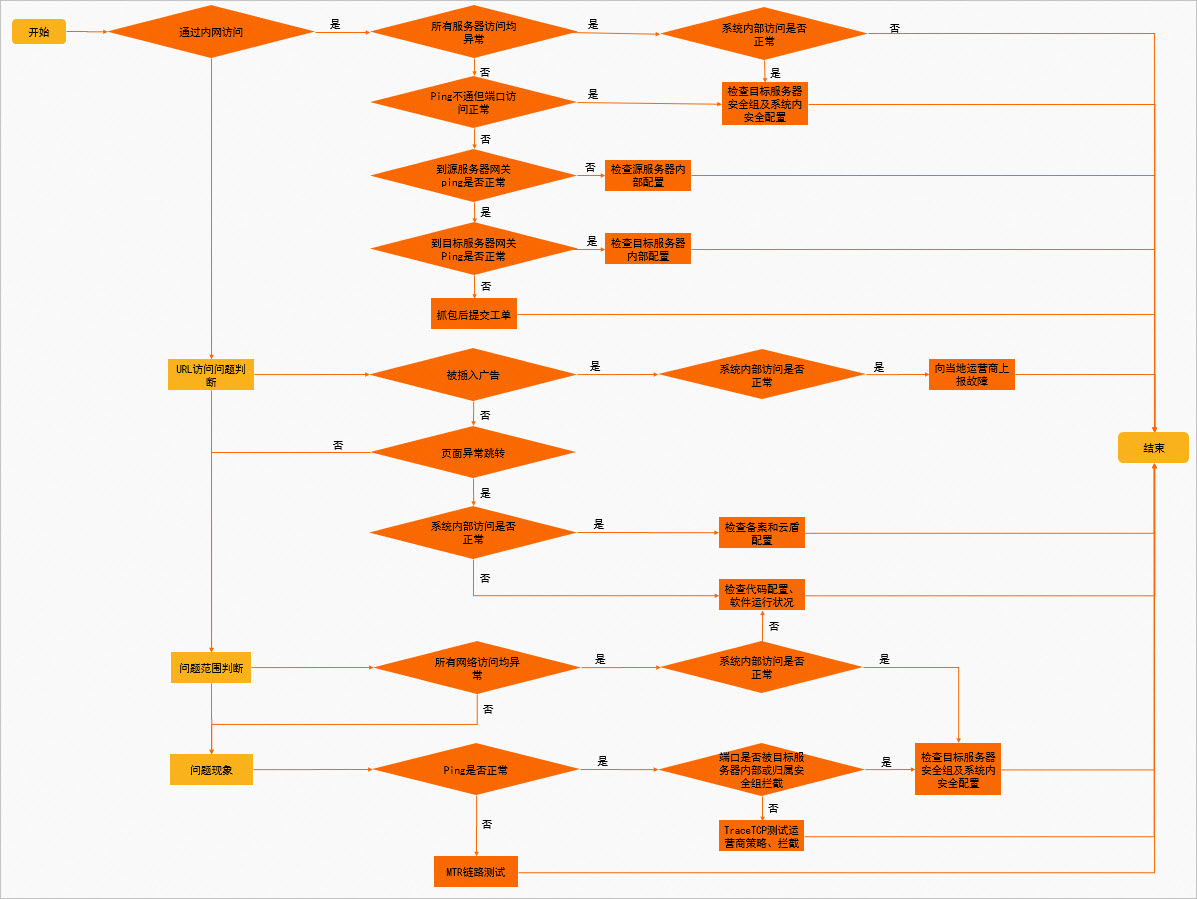 开始
通过内网访问
是
所有服务器访问均
异常
是
系统内部访问是否
正常
否
否
是
Ping不通但端口访
问正常
是
检查目标服务器
安全组及系统内
安全配置
否
到源服务器网关
ping是否正常
否
检查源服务器内
部配置
是
到目标服务器网关
Ping是否正常
是
检查目标服务器
内部配置
否
抓包后提交工单
URL访问问题判
断
被插入广告
是
系统内部访问是否
正常
是
向当地运营商上
报故障
否
否
页面异常跳转
结束
是
系统内部访问是否
正常
是
检查备案和云盾
配置
否
检查代码配置、
软件运行状况
否
问题范围判断
所有网络访问均异
常
是
系统内部访问是否
正常
是
否
问题现象
Ping是否正常
是
端口是否被目标服
务器内部或归属安
全组拦截
是
检查目标服务器
安全组及系统内
安全配置
否
否
TraceTCP测试运
营商策略、拦截
MTR链路测试